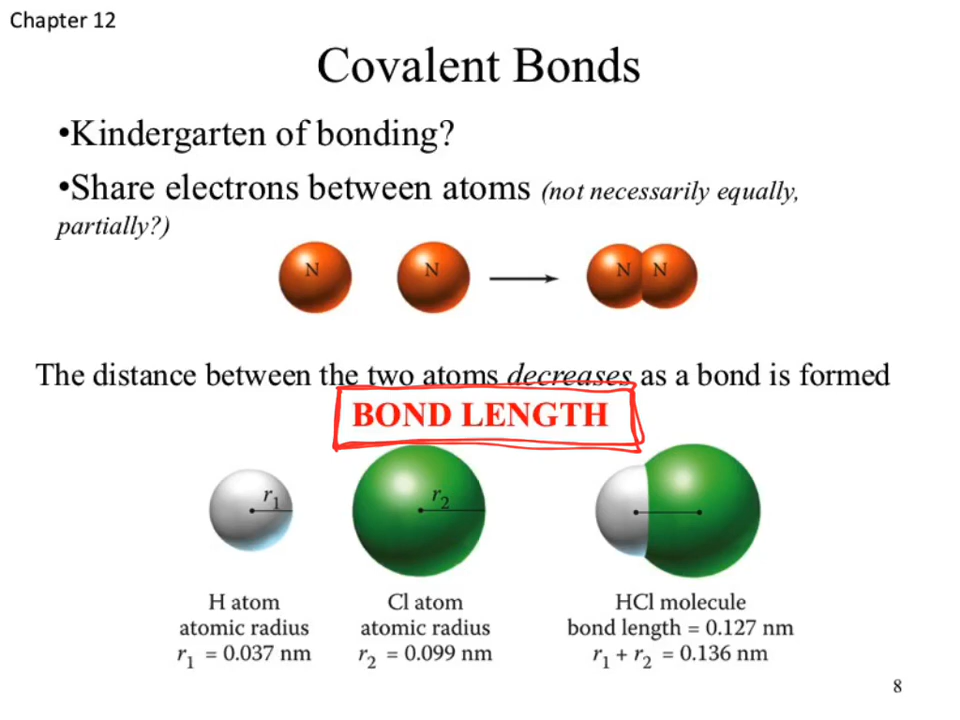 Chapter 12
Covalent Bonds
•Kindergarten of bonding?
•Share electrons between atoms (not necessarily equally,
partially?)
N N N N
The distance between the two atoms decreases as a bond is formed
BOND LENGTH
r1 r2
H atom Cl atom HCl molecule
atomic radius atomic radius bond length = 0.127 nm
r1 = 0.037 nm r2 = 0.099 nm r1 + r2 = 0.136 nm
8